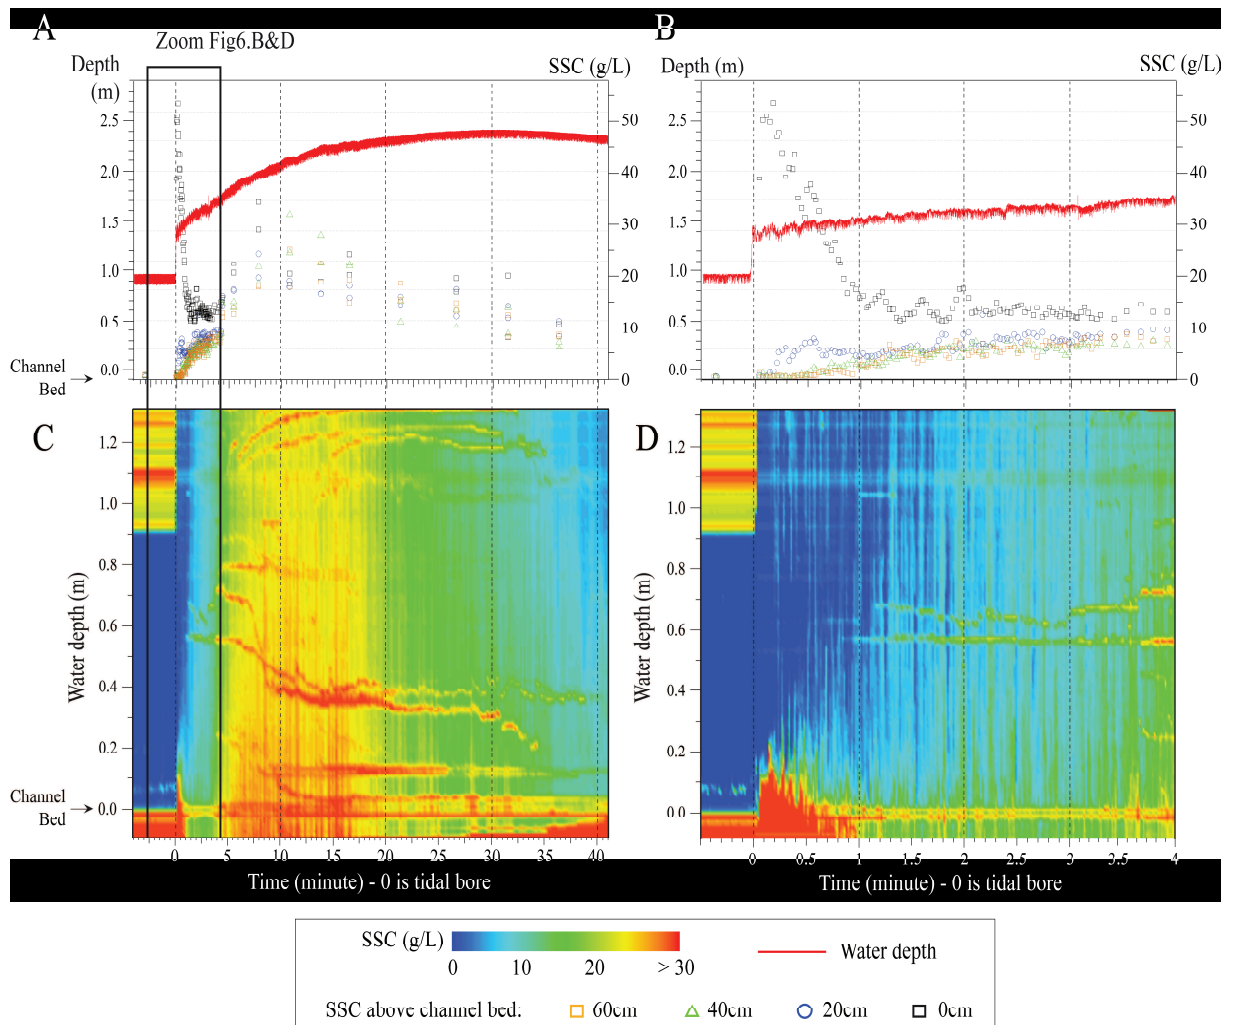 A
Zoom Fig6.B&D
Depth
(m)
SSC (g/L)
2.5
2.0
1.5
1.0
0.5
0.0
50
40
30
20
10
0
Channel
Bed
B
Depth (m)
SSC (g/L)
2.5
2.0
1.5
1.0
0.5
0.0
50
40
30
20
10
0
C
Water depth (m)
1.2
1.0
0.8
0.6
0.4
0.2
0.0
Channel
Bed
0 5 10 15 20 25 30 35 40
Time (minute) - 0 is tidal bore
D
Water depth (m)
1.2
1.0
0.8
0.6
0.4
0.2
0.0
0 0.5 1 1.5 2 2.5 3 3.5 4
Time (minute) - 0 is tidal bore
SSC (g/L)
0 10 20 > 30
Water depth
SSC above channel bed: 60cm 40cm 20cm 0cm